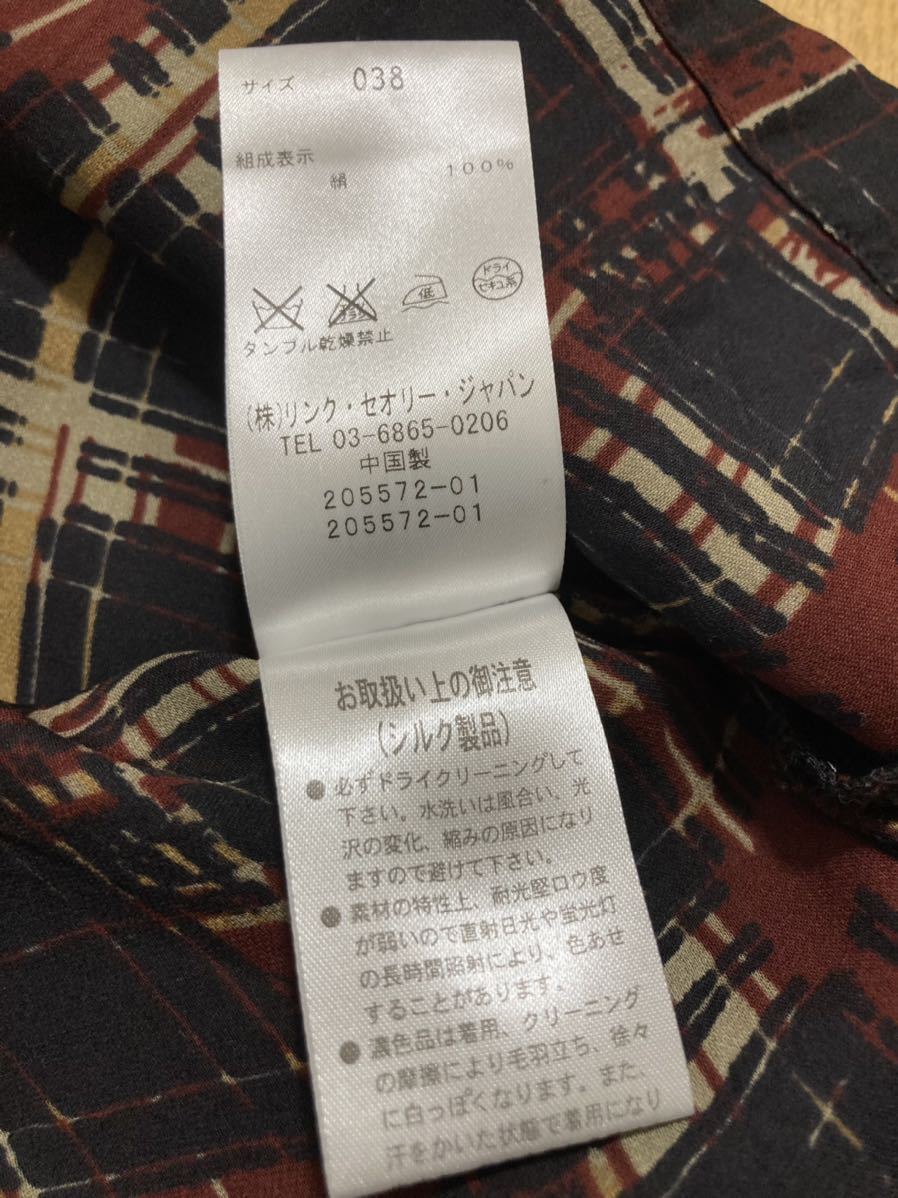 サイズ 038
組成表示
絹 100%
低
ドライ
セキユ系
タンブル乾燥禁止
(株)リンク・セオリー・ジャパン
TEL 03-6865-0206
中国製
205572-01
205572-01
お取扱い上の御注意
(シルク製品)
●必ずドライクリーニングして
下さい。水洗いは風合い、光
沢の変化、縮みの原因になり
ますので避けて下さい。
●素材の特性上、耐光堅ロウ度
が弱いので直射日光や蛍光灯
の長時間照射により、色あせ
することがあります。
●濃色品は着用、クリーニング
の摩擦により毛羽立ち、徐々
に白っぽくなります。また、
汗をかいた状態で着用になり